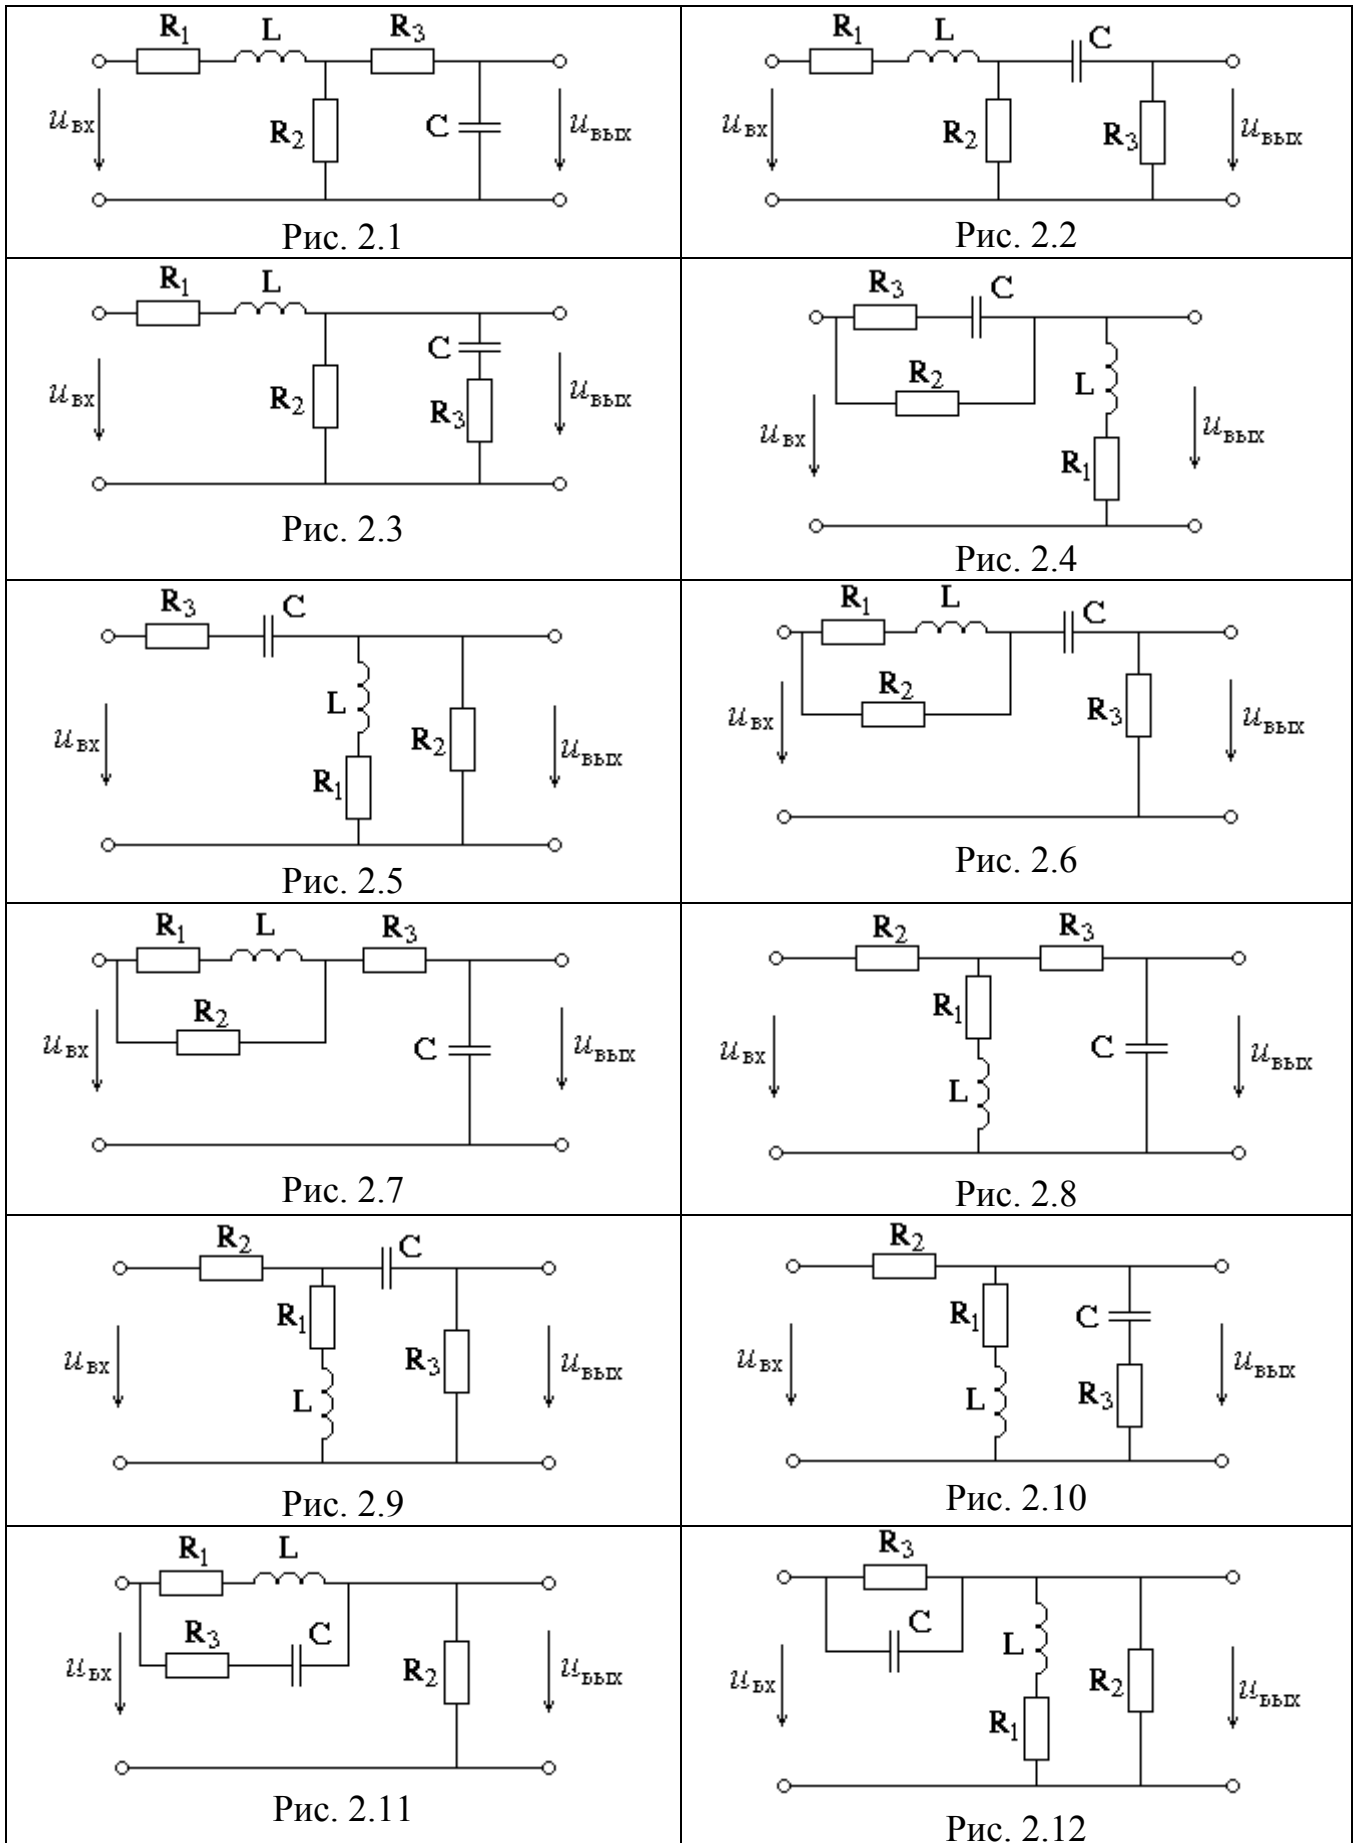 R₁ L R₃
R₂ C
uвх uвых
Рис. 2.1
R₁ L C
R₂ R₃
uвх uвых
Рис. 2.2
R₁ L
C
R₂ R₃
uвх uвых
Рис. 2.3
R₃ C
R₂
L
R₁
uвх uвых
Рис. 2.4
R₃ C
L
R₂
R₁
uвх uвых
Рис. 2.5
R₁ L C
R₂
R₃
uвх uвых
Рис. 2.6
R₁ L R₃
R₂
C
uвх uвых
Рис. 2.7
R₂ R₃
R₁
C
L
uвх uвых
Рис. 2.8
R₂ C
R₁
R₃
L
uвх uвых
Рис. 2.9
R₂
R₁ C
L R₃
uвх uвых
Рис. 2.10
R₁ L
R₃ C
R₂
uвх uвых
Рис. 2.11
R₃
C
L
R₂
R₁
uвх uвых
Рис. 2.12